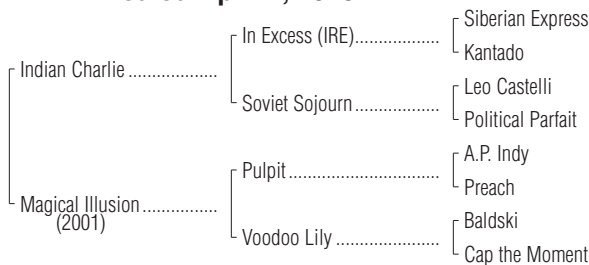 Siberian Express
In Excess (IRE)...................
Kantado
Indian Charlie ...................
Leo Castelli
Soviet Sojourn...................
Political Parfait
A.P. Indy
Pulpit................................
Preach
Magical Illusion................
(2001)
Baldski
Voodoo Lily ......................
Cap the Moment